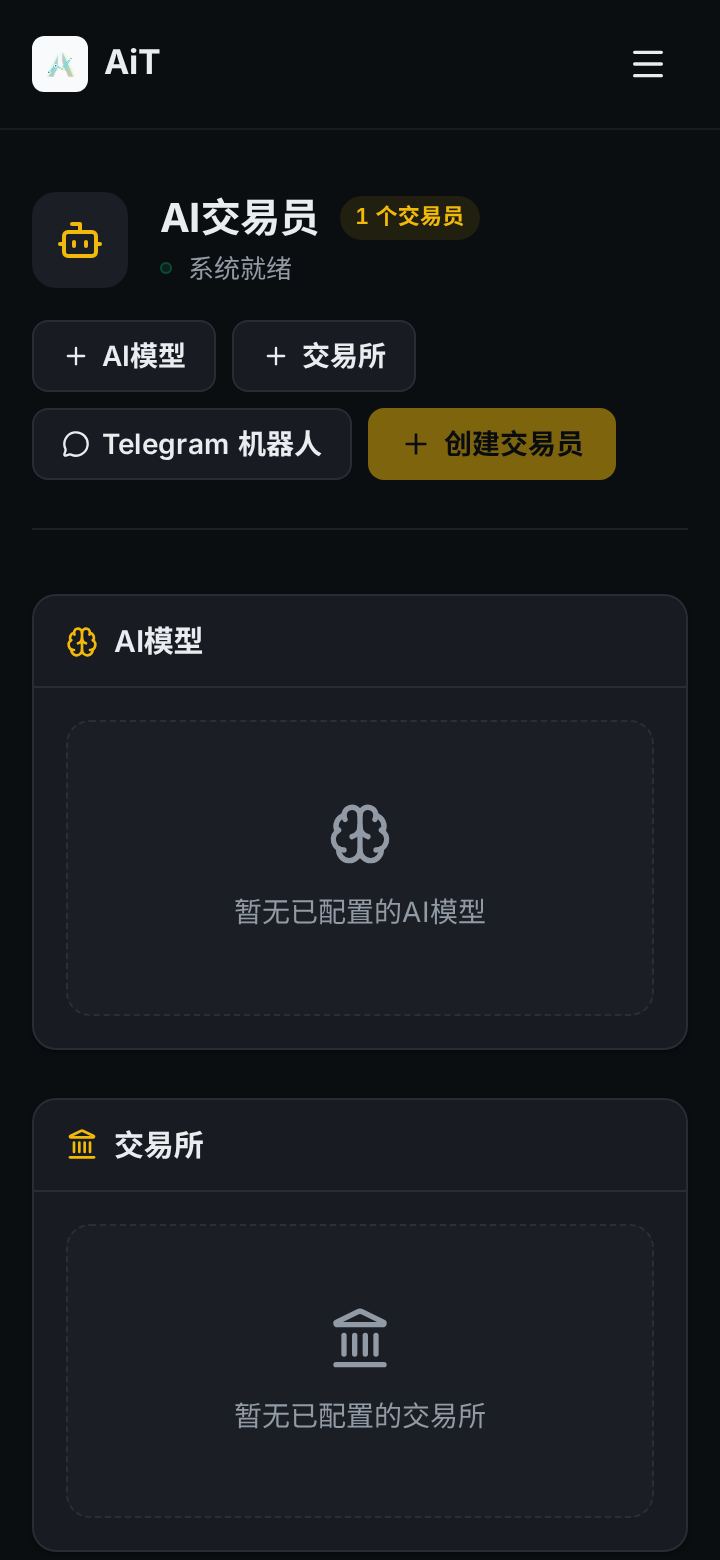 AiT
AI交易员
1 个交易员
系统就绪
AI模型
交易所
Telegram 机器人
创建交易员
AI模型
暂无已配置的AI模型
交易所
暂无已配置的交易所